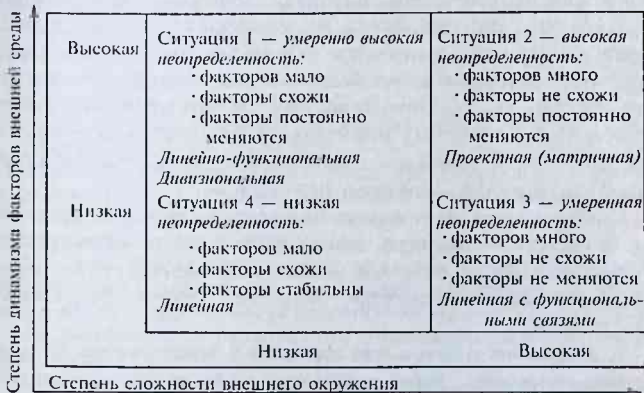 Степень динамизма факторов внешней среды
Высокая
Ситуация 1 — умеренно высокая
неопределенность:
· факторов мало
· факторы схожи
· факторы постоянно
меняются
Линейно-функциональная
Дивизиональная
Ситуация 2 — высокая
неопределенность:
· факторов много
· факторы не схожи
· факторы постоянно
меняются
Проектная (матричная)
Низкая
Ситуация 4 — низкая
неопределенность:
· факторов мало
· факторы схожи
· факторы стабильны
Линейная
Ситуация 3 — умеренная
неопределенность:
· факторов много
· факторы не схожи
· факторы не меняются
Линейная с функциональ-
ными связями
Низкая
Высокая
Степень сложности внешнего окружения